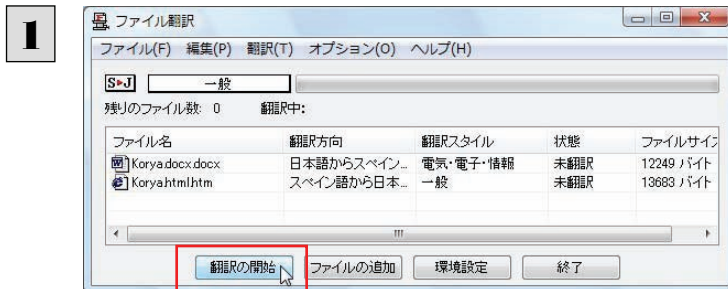 1
ファイル翻訳
ファイル(F) 編集(P) 翻訳(T) オプション(O) ヘルプ(H)
S▸J 一般
残りのファイル数: 0 翻訳中:
ファイル名 翻訳方向 翻訳スタイル 状態 ファイルサイズ
Korya.docx.docx 日本語からスペイン... 電気・電子・情報 未翻訳 12249 バイト
Korya.html.htm スペイン語から日本... 一般 未翻訳 13683 バイト
翻訳の開始 ファイルの追加 環境設定 終了